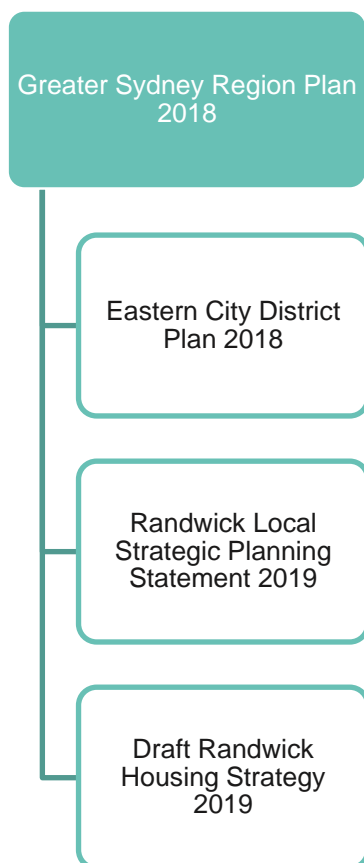 Greater Sydney Region Plan
2018
Eastern City District
Plan 2018
Randwick Local
Strategic Planning
Statement 2019
Draft Randwick
Housing Strategy
2019